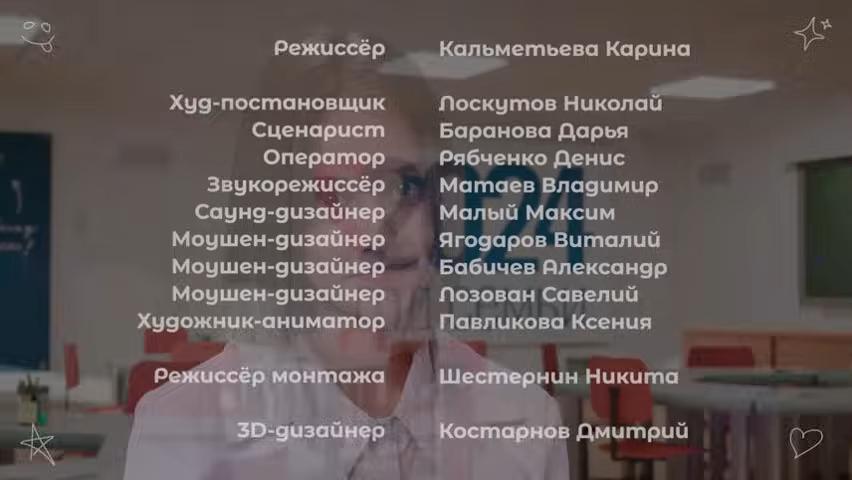 Режиссёр Кальметьева Карина
Худ-постановщик Лоскутов Николай
Сценарист Баранова Дарья
Оператор Рябченко Денис
Звукорежиссёр Матаев Владимир
Саунд-дизайнер Малый Максим
Моушен-дизайнер Ягодаров Виталий
Моушен-дизайнер Бабичев Александр
Моушен-дизайнер Лозован Савелий
Художник-аниматор Павликова Ксения
Режиссёр монтажа Шестернин Никита
3D-дизайнер Костарнов Дмитрий